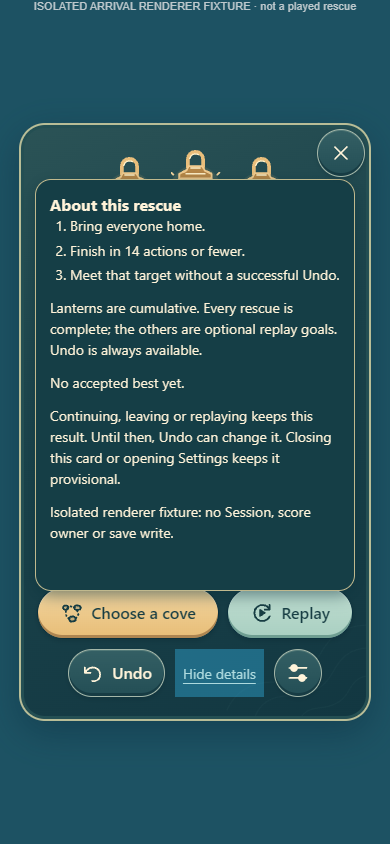 ISOLATED ARRIVAL RENDERER FIXTURE · not a played rescue
About this rescue
1. Bring everyone home.
2. Finish in 14 actions or fewer.
3. Meet that target without a successful Undo.
Lanterns are cumulative. Every rescue is
complete; the others are optional replay goals.
Undo is always available.
No accepted best yet.
Continuing, leaving or replaying keeps this
result. Until then, Undo can change it. Closing
this card or opening Settings keeps it
provisional.
Isolated renderer fixture: no Session, score
owner or save write.
Choose a cove
Replay
Undo
Hide details